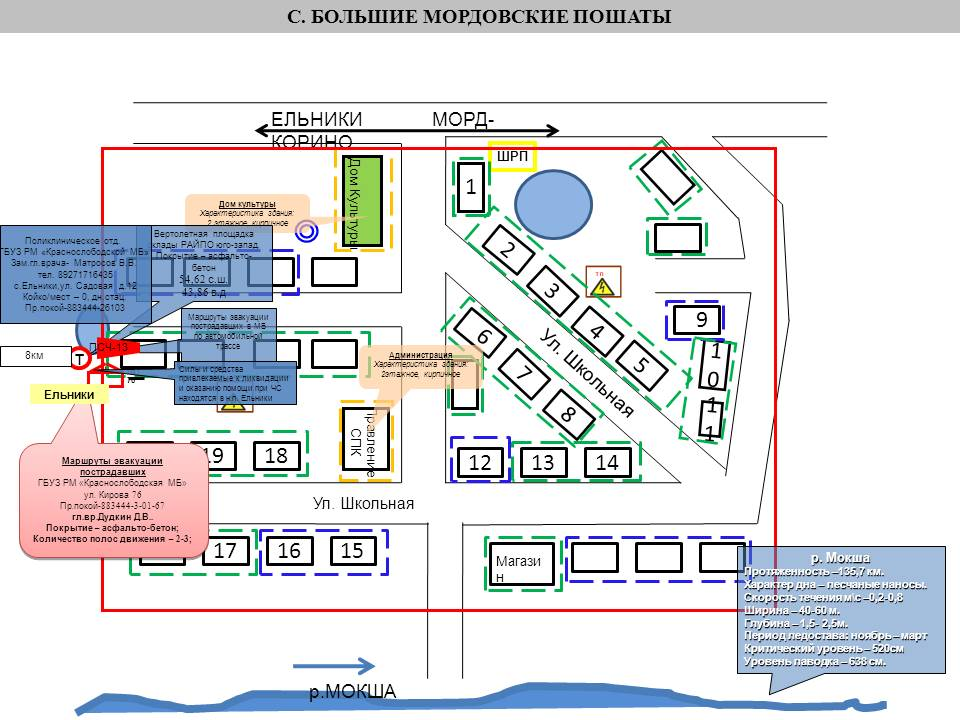 С. БОЛЬШИЕ МОРДОВСКИЕ ПОШАТЫ
ЕЛЬНИКИ МОРД-
КОРИНО
ШРП
Дом Культуры
1
Дом культуры
Характеристика здания:
2 этажное, кирпичное
Вертолетная площадка
склады РАЙПО юго-запад.
Покрытие – асфальто-
бетон
54,62 с.ш.
43,86 в.д
Поликлиническое отд.
ГБУЗ РМ «Краснослободской МБ»
Зам.гл.врача- Матросов В.В.
тел. 89271716435
с.Ельники,ул. Садовая д.12
Койко/мест – 0, дн,стац.
Пр.покой-883444-26103
2
3
4
5
ТП
6
7
8
9
10
11
Ул. Школьная
Маршруты эвакуации
пострадавших в МБ
по автомобильной
трассе
ПСЧ-13
8км
Т
Силы и средства
привлекаемые к ликвидации
и оказанию помощи при ЧС
находятся в н.п. Ельники
Администрация
Характеристика здания:
2этажное, кирпичное
Ельники
Правление
СПК
Маршруты эвакуации
пострадавших
ГБУЗ РМ «Краснослободская МБ»
ул. Кирова 76
Пр.покой-883444-3-01-67
гл.вр.Дудкин Д.В..
Покрытие – асфальто-бетон;
Количество полос движения – 2-3;
19
18
12
13
14
Ул. Школьная
17
16
15
Магази
н
р. Мокша
Протяженность –135,7 км.
Характер дна – песчаные наносы.
Скорость течениям\с –0,2-0,8
Ширина – 40-60 м.
Глубина – 1,5- 2,5м.
Период ледостава: ноябрь – март
Критический уровень – 520см
Уровень паводка – 638 см.
р.МОКША